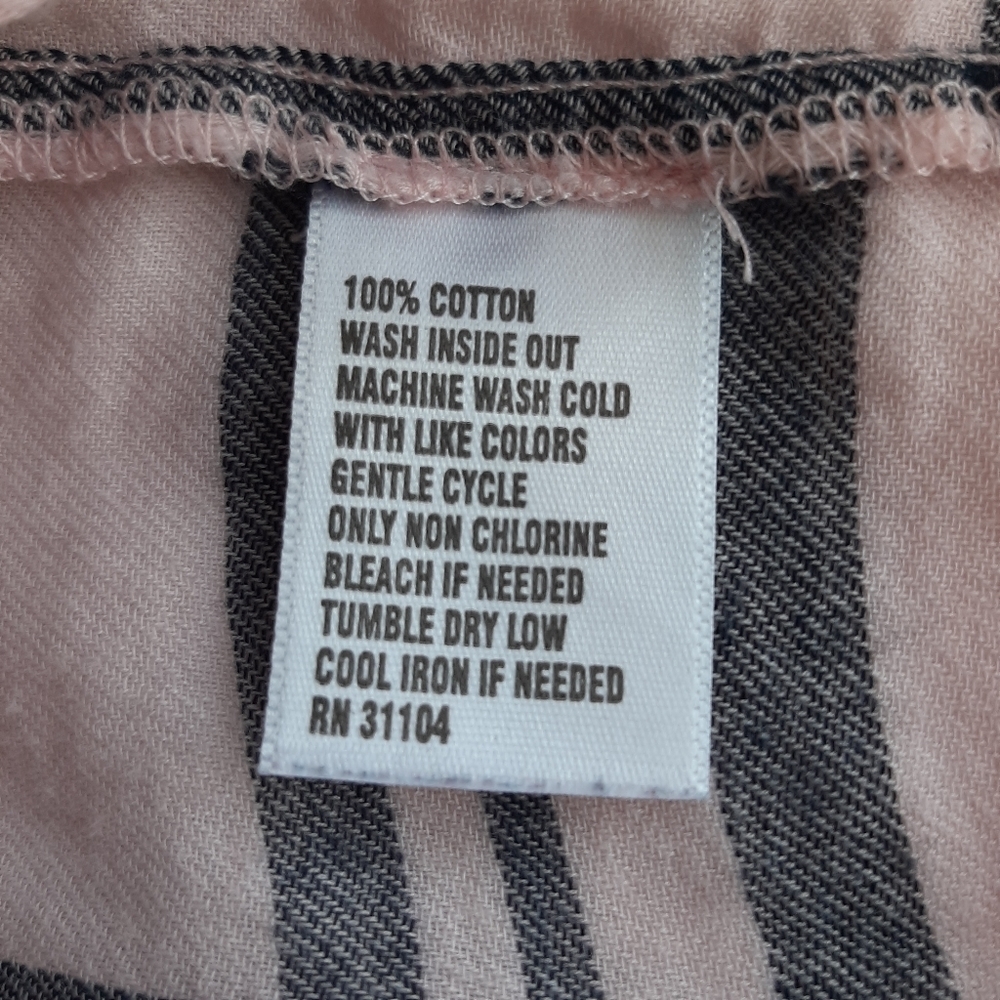 100% COTTON
WASH INSIDE OUT
MACHINE WASH COLD
WITH LIKE COLORS
GENTLE CYCLE
ONLY NON CHLORINE
BLEACH IF NEEDED
TUMBLE DRY LOW
COOL IRON IF NEEDED
RN 31104